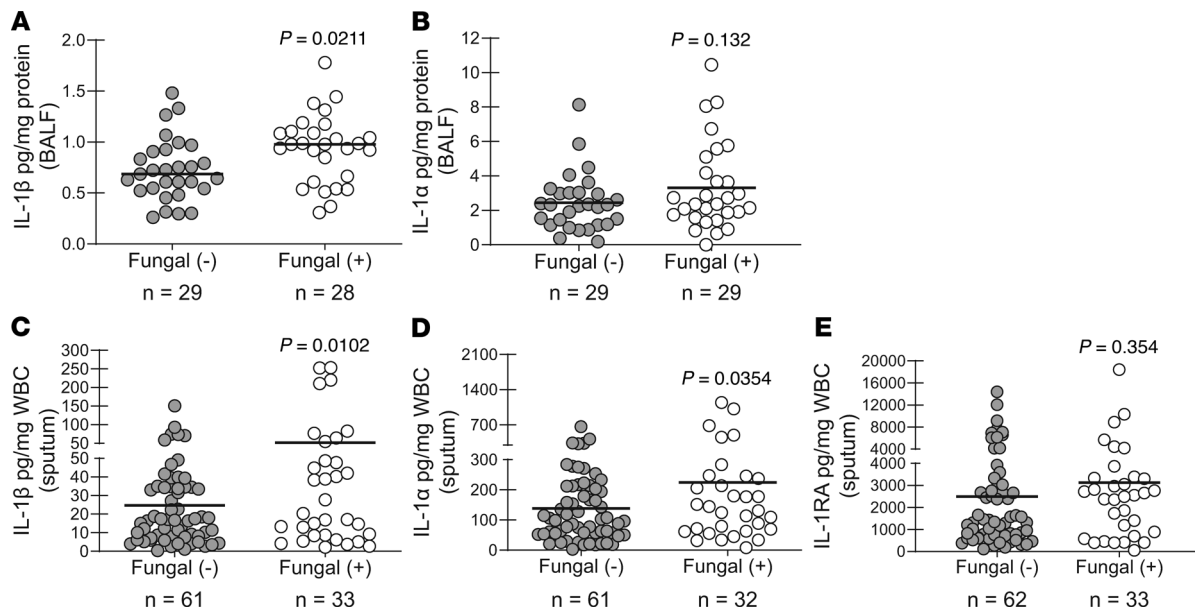 A
IL-1β pg/mg protein
(BALF)
2.0
1.5
1.0
0.5
0.0
P = 0.0211
Fungal (-)
Fungal (+)
n = 29
n = 28
B
IL-1α pg/mg protein
(BALF)
12
10
8
6
4
2
0
P = 0.132
Fungal (-)
Fungal (+)
n = 29
n = 29
C
IL-1β pg/mg WBC
(sputum)
300
250
200
150
100
50
50
40
30
20
10
0
P = 0.0102
Fungal (-)
Fungal (+)
n = 61
n = 33
D
IL-1α pg/mg WBC
(sputum)
2100
1400
700
300
200
100
0
P = 0.0354
Fungal (-)
Fungal (+)
n = 61
n = 32
E
IL-1RA pg/mg WBC
(sputum)
20000
16000
14000
12000
10000
8000
6000
4000
4000
3000
2000
1000
0
P = 0.354
Fungal (-)
Fungal (+)
n = 62
n = 33